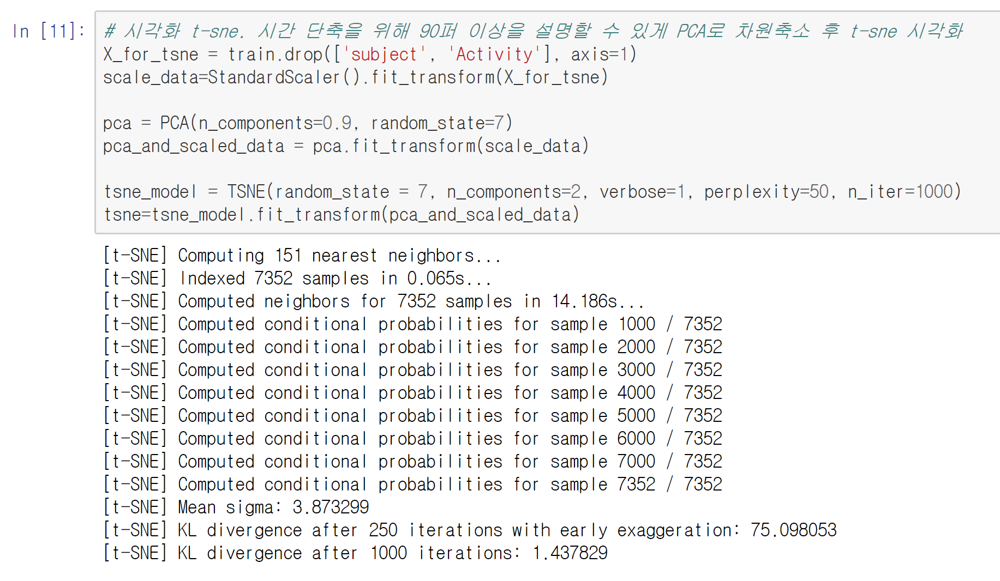 In [11]:
# 시각화 t-sne. 시간 단축을 위해 90퍼 이상을 설명할 수 있게 PCA로 차원축소 후 t-sne 시각화
X_for_tsne = train.drop(['subject', 'Activity'], axis=1)
scale_data=StandardScaler().fit_transform(X_for_tsne)
pca = PCA(n_components=0.9, random_state=7)
pca_and_scaled_data = pca.fit_transform(scale_data)
tsne_model = TSNE(random_state = 7, n_components=2, verbose=1, perplexity=50, n_iter=1000)
tsne=tsne_model.fit_transform(pca_and_scaled_data)
[t-SNE] Computing 151 nearest neighbors...
[t-SNE] Indexed 7352 samples in 0.065s...
[t-SNE] Computed neighbors for 7352 samples in 14.186s...
[t-SNE] Computed conditional probabilities for sample 1000 / 7352
[t-SNE] Computed conditional probabilities for sample 2000 / 7352
[t-SNE] Computed conditional probabilities for sample 3000 / 7352
[t-SNE] Computed conditional probabilities for sample 4000 / 7352
[t-SNE] Computed conditional probabilities for sample 5000 / 7352
[t-SNE] Computed conditional probabilities for sample 6000 / 7352
[t-SNE] Computed conditional probabilities for sample 7000 / 7352
[t-SNE] Computed conditional probabilities for sample 7352 / 7352
[t-SNE] Mean sigma: 3.873299
[t-SNE] KL divergence after 250 iterations with early exaggeration: 75.098053
[t-SNE] KL divergence after 1000 iterations: 1.437829